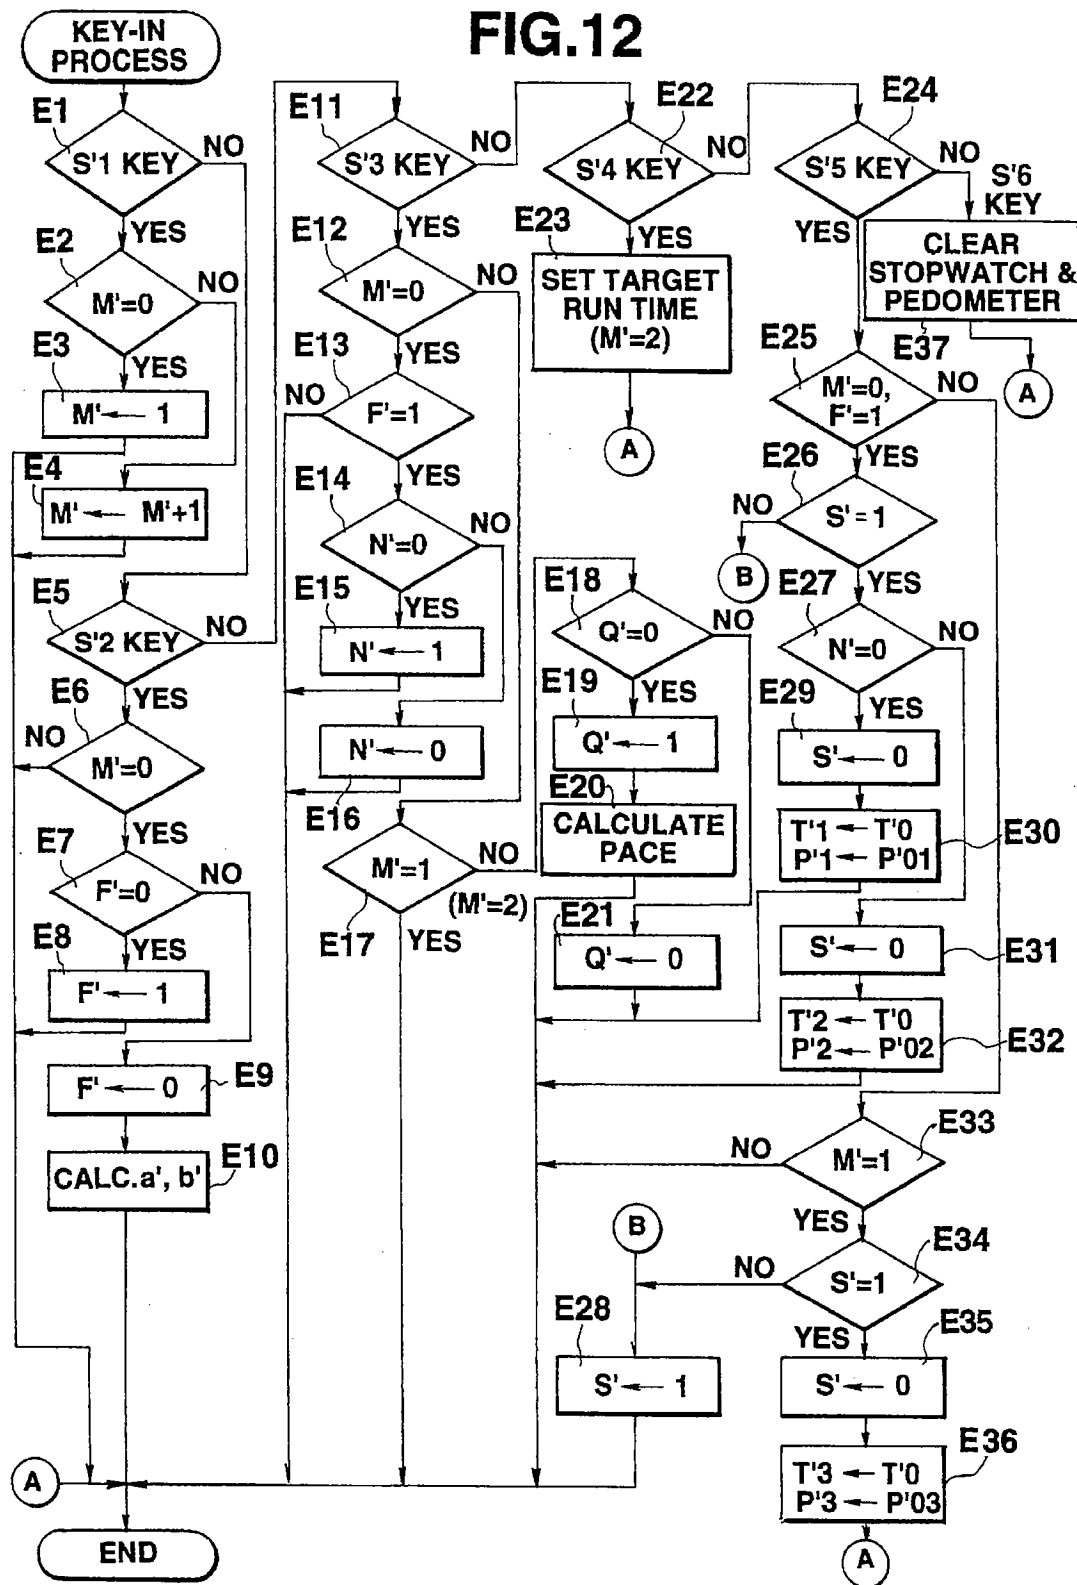 FIG.12
KEY-IN
PROCESS
E1
S'1 KEY
NO
YES
E2
M'=0
NO
YES
E3
M' ← 1
E4
M' ← M'+1
E5
S'2 KEY
NO
YES
E6
NO
M'=0
YES
E7
F'=0
NO
YES
E8
F' ← 1
F' ← 0
E9
CALC.a', b'
E10
A
END
E11
S'3 KEY
NO
YES
E12
M'=0
YES
E13
NO
F'=1
YES
E14
N'=0
NO
YES
E15
N' ← 1
N' ← 0
E16
M'=1
NO
(M'=2)
E17
YES
E22
S'4 KEY
NO
YES
E23
SET TARGET
RUN TIME
(M'=2)
A
E18
Q'=0
NO
YES
E19
Q' ← 1
E20
CALCULATE
PACE
E21
Q' ← 0
E24
S'5 KEY
NO
YES
S'6
KEY
CLEAR
STOPWATCH &
PEDOMETER
E37
A
E25
M'=0,
F'=1
NO
YES
E26
NO
S'=1
B
YES
E27
N'=0
NO
YES
E29
S' ← 0
T'1 ← T'0
P'1 ← P'01
E30
S' ← 0
E31
T'2 ← T'0
P'2 ← P'02
E32
E33
NO
M'=1
YES
E34
NO
S'=1
YES
B
E28
S' ← 1
E35
S' ← 0
E36
T'3 ← T'0
P'3 ← P'03
A